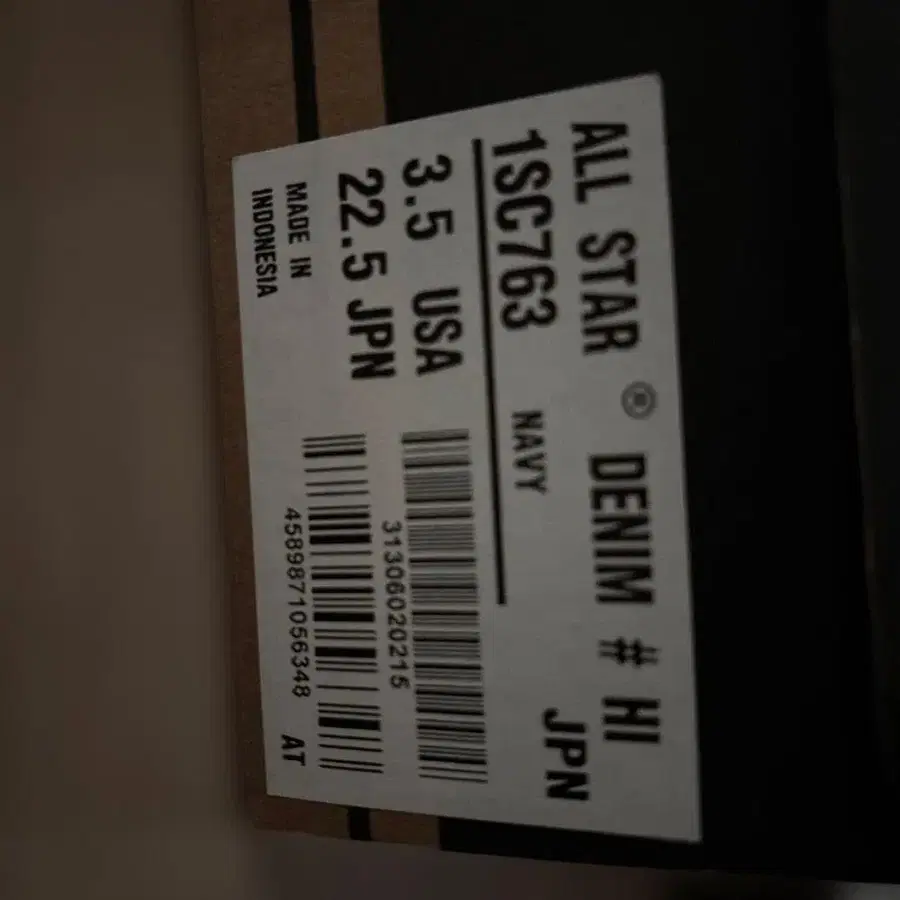 ALL STAR ® DENIM # HI
1SC763 NAVY JPN
3.5 USA
22.5 JPN
31306020215
4589871056348 AT
MADE IN
INDONESIA